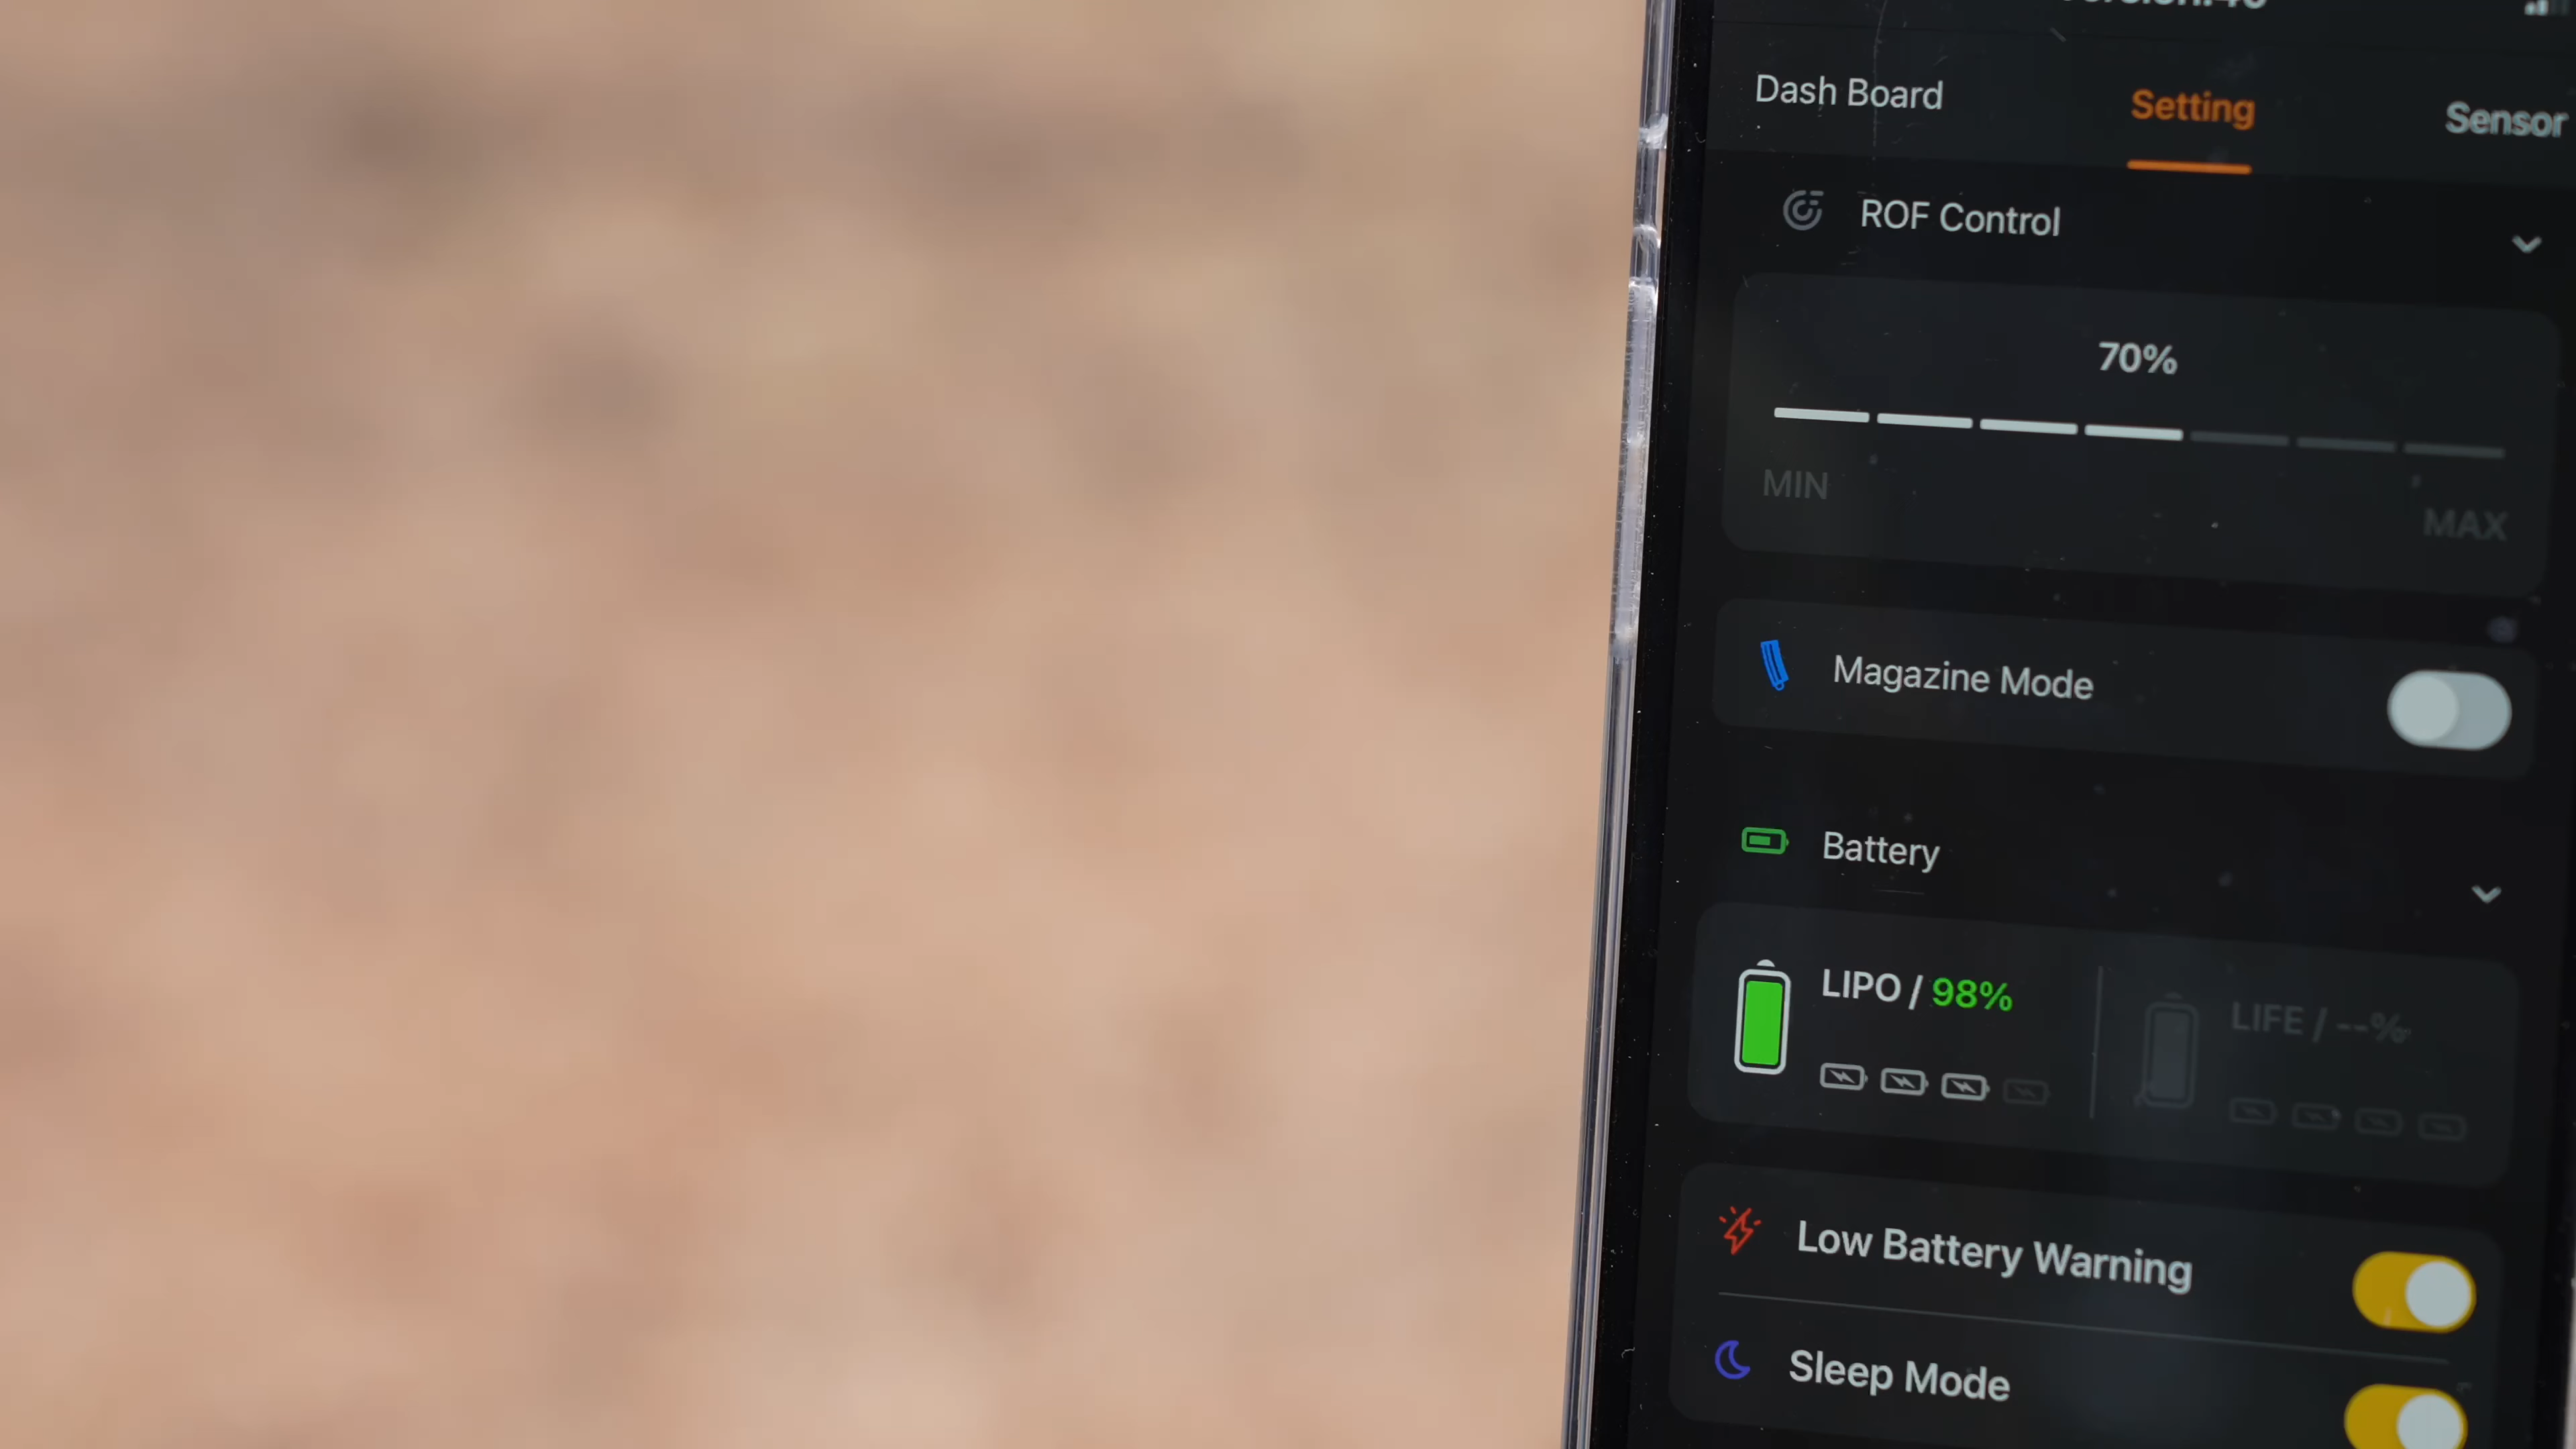 Dash Board
Setting
Sensor
ROF Control
70%
MIN
MAX
Magazine Mode
Battery
LIPO / 98%
LIFE / --%
Low Battery Warning
Sleep Mode